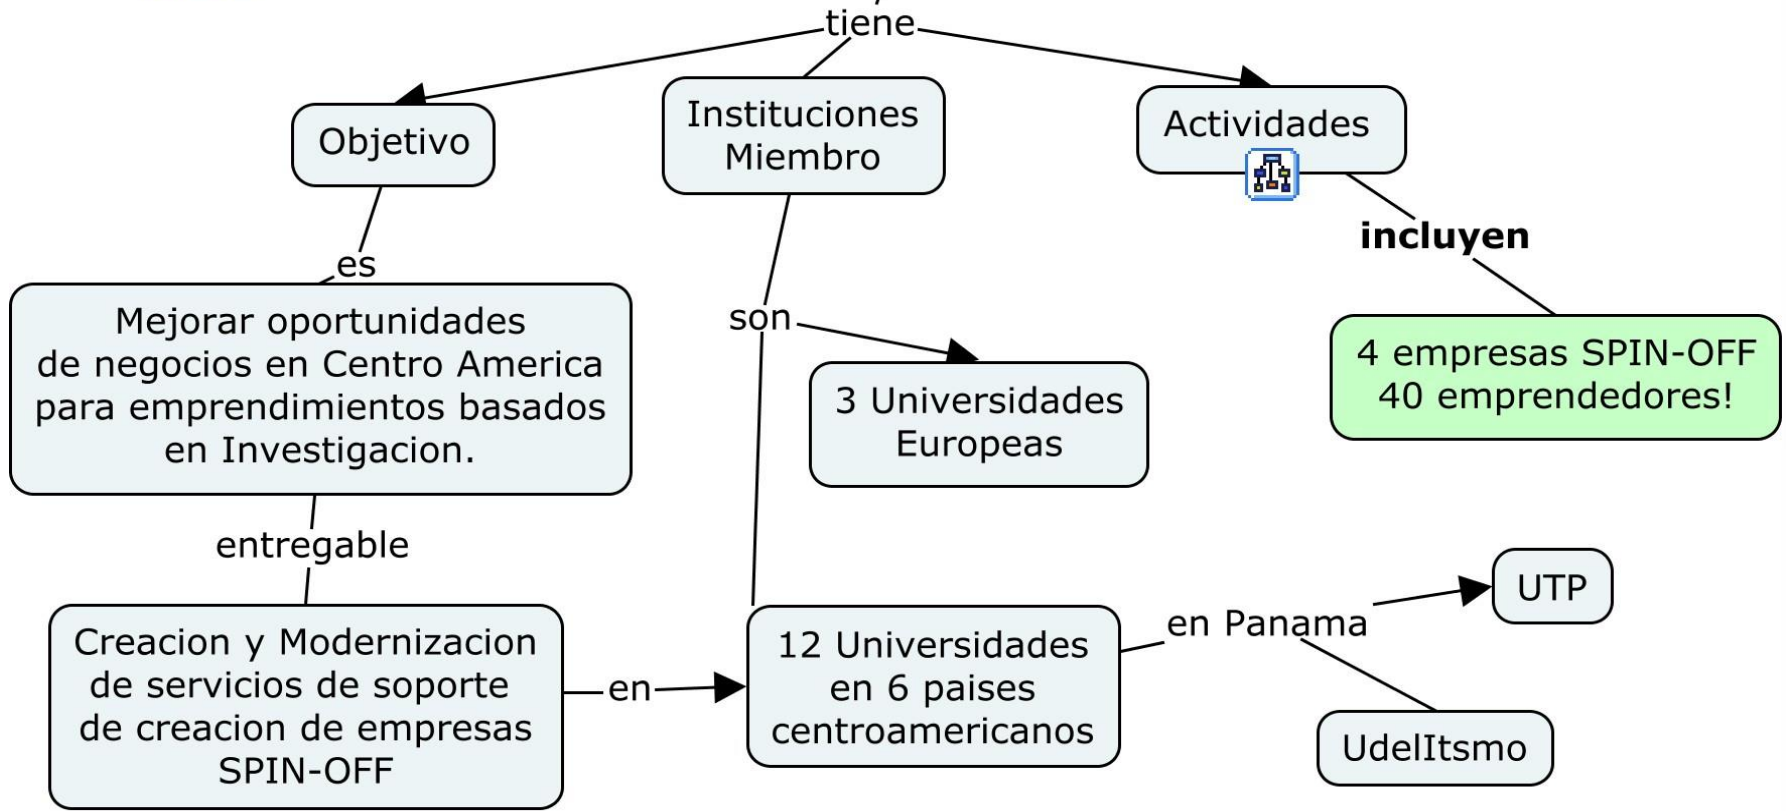 tiene
Objetivo
Instituciones
Miembro
Actividades
incluyen
es
son
Mejorar oportunidades
de negocios en Centro America
para emprendimientos basados
en Investigacion.
3 Universidades
Europeas
4 empresas SPIN-OFF
40 emprendedores!
entregable
Creacion y Modernizacion
de servicios de soporte
de creacion de empresas
SPIN-OFF
en
12 Universidades
en 6 paises
centroamericanos
en Panama
UTP
UdelItsmo